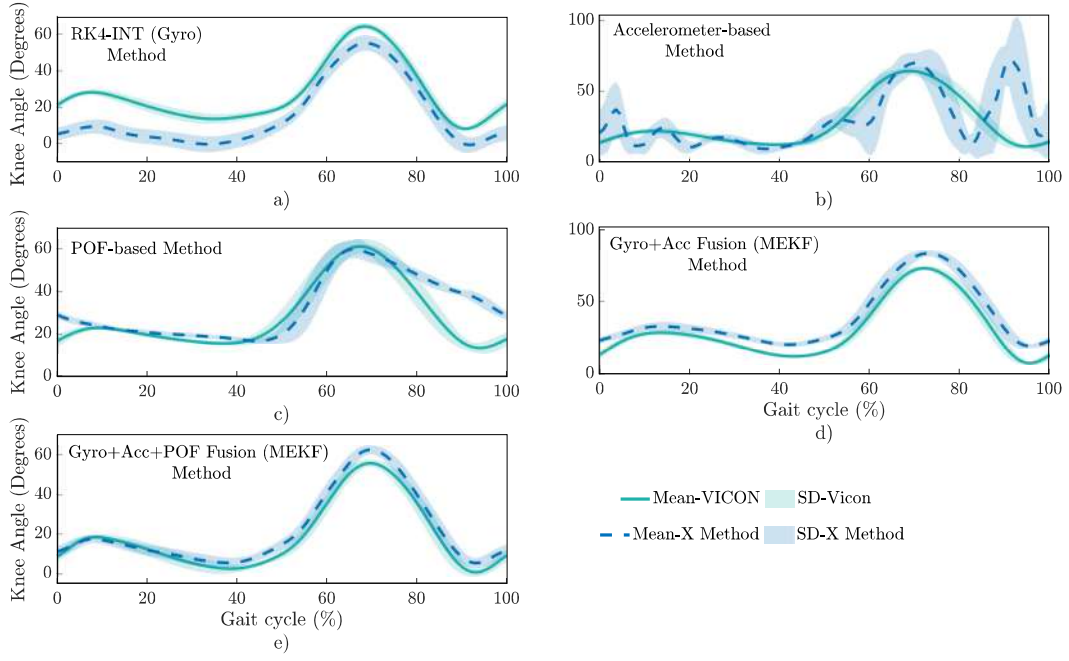 RK4-INT (Gyro)
Method
Knee Angle (Degrees)
60
40
20
0
0 20 40 60 80 100
a)
Accelerometer-based
Method
100
50
0
0 20 40 60 80 100
b)
POF-based Method
Knee Angle (Degrees)
60
40
20
0
0 20 40 60 80 100
c)
Gyro+Acc Fusion (MEKF)
Method
100
50
0
0 20 40 60 80 100
Gait cycle (%)
d)
Gyro+Acc+POF Fusion (MEKF)
Method
Knee Angle (Degrees)
60
40
20
0
0 20 40 60 80 100
Gait cycle (%)
e)
Mean-VICON SD-Vicon
Mean-X Method SD-X Method